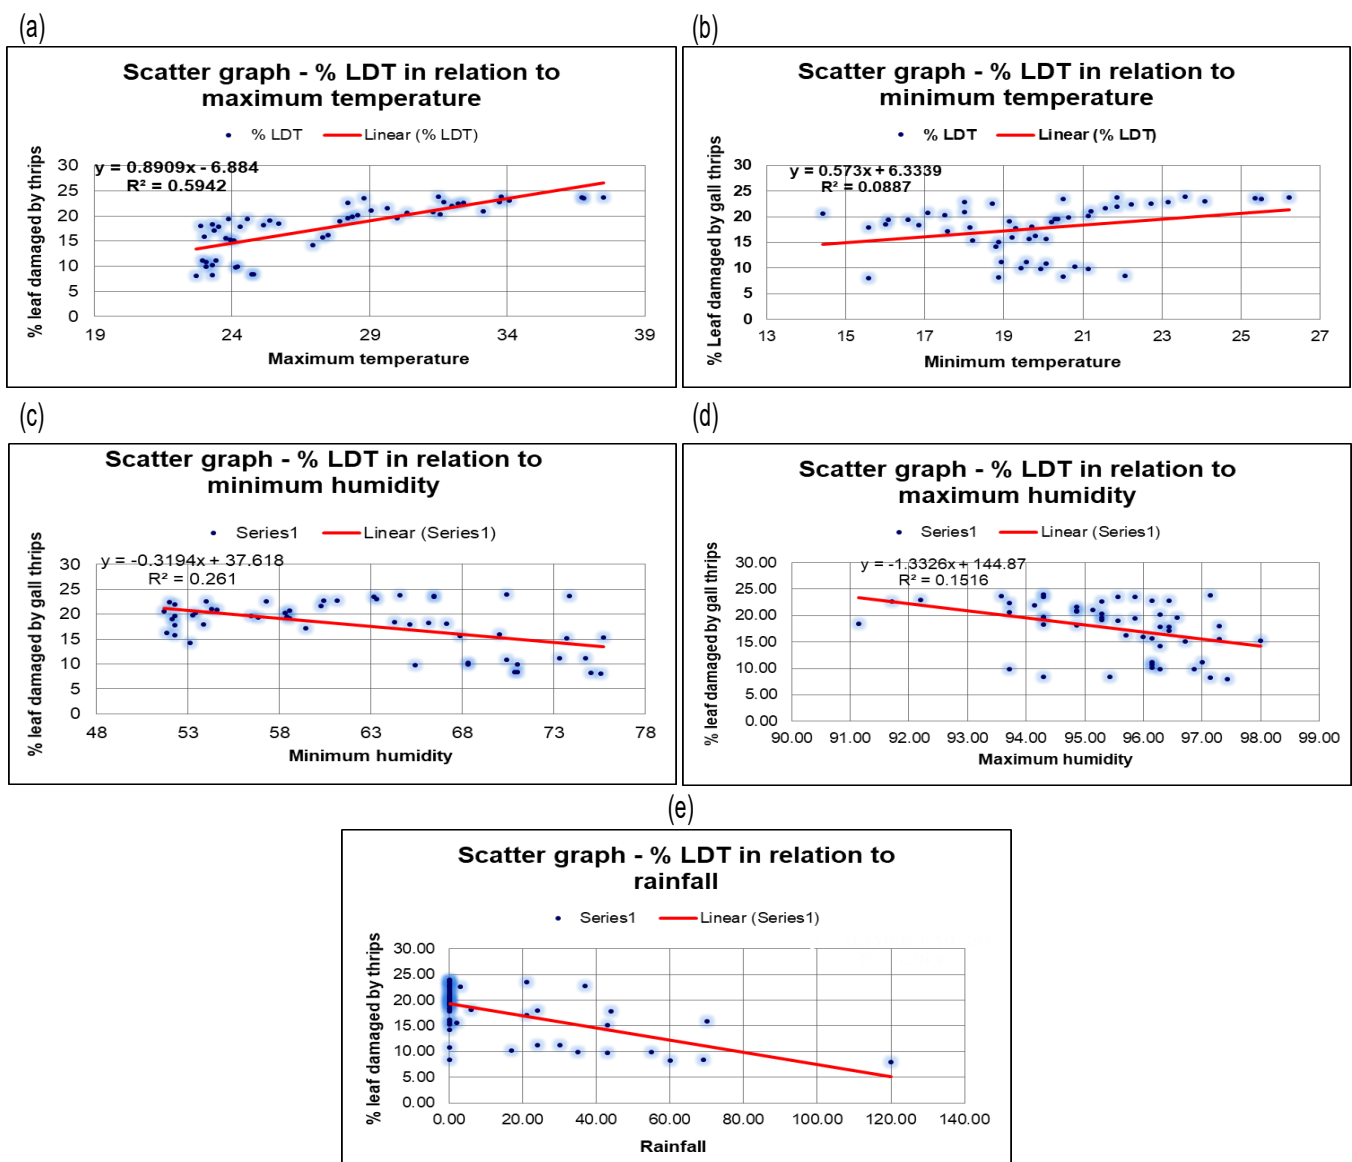 (a)
Scatter graph - % LDT in relation to
maximum temperature
% LDT
Linear (% LDT)
y = 0.8909x - 6.884
R² = 0.5942
% leaf damaged by thrips
30
25
20
15
10
5
0
19 24 29 34 39
Maximum temperature
(b)
Scatter graph - % LDT in relation to
minimum temperature
% LDT
Linear (% LDT)
y = 0.573x + 6.3339
R² = 0.0887
% Leaf damaged by gall thrips
30
25
20
15
10
5
0
13 15 17 19 21 23 25 27
Minimum temperature
(c)
Scatter graph - % LDT in relation to
minimum humidity
Series1
Linear (Series1)
y = -0.3194x + 37.618
R² = 0.261
% leaf damaged by gall thrips
30
25
20
15
10
5
0
48 53 58 63 68 73 78
Minimum humidity
(d)
Scatter graph - % LDT in relation to
maximum humidity
Series1
Linear (Series1)
y = -1.3326x + 144.87
R² = 0.1516
% leaf damaged by gall thrips
30.00
25.00
20.00
15.00
10.00
5.00
0.00
90.00 91.00 92.00 93.00 94.00 95.00 96.00 97.00 98.00 99.00
Maximum humidity
(e)
Scatter graph - % LDT in relation to
rainfall
Series1
Linear (Series1)
% leaf damaged by thrips
30.00
25.00
20.00
15.00
10.00
5.00
0.00
0.00 20.00 40.00 60.00 80.00 100.00 120.00 140.00
Rainfall